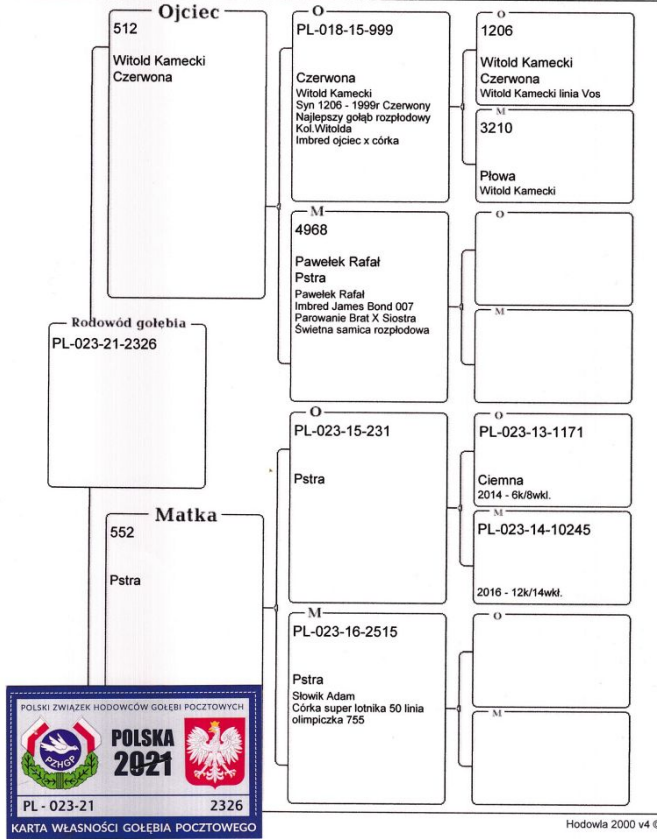 Ojciec
512
Witold Kamecki
Czerwona
O
PL-018-15-999
Czerwona
Witold Kamecki
Syn 1206 - 1999r Czerwony
Najlepszy gołąb rozpłodowy
Kol.Witolda
Imbred ojciec x córka
O
1206
Witold Kamecki
Czerwona
Witold Kamecki linia Vos
M
3210
Płowa
Witold Kamecki
M
4968
Pawełek Rafał
Pstra
Pawełek Rafał
Imbred James Bond 007
Parowanie Brat X Siostra
Świetna samica rozpłodowa
O
M
Rodowód gołębia
PL-023-21-2326
Matka
552
Pstra
O
PL-023-15-231
Pstra
O
PL-023-13-1171
Ciemna
2014 - 6k/8wkl.
M
PL-023-14-10245
2016 - 12k/14wkł.
M
PL-023-16-2515
Pstra
Słowik Adam
Córka super lotnika 50 linia
olimpiczka 755
O
M
POLSKI ZWIĄZEK HODOWCÓW GOŁĘBI POCZTOWYCH
PZHGP
POLSKA
2021
PL - 023-21 2326
KARTA WŁASNOŚCI GOŁĘBIA POCZTOWEGO
Hodowla 2000 v4 ©